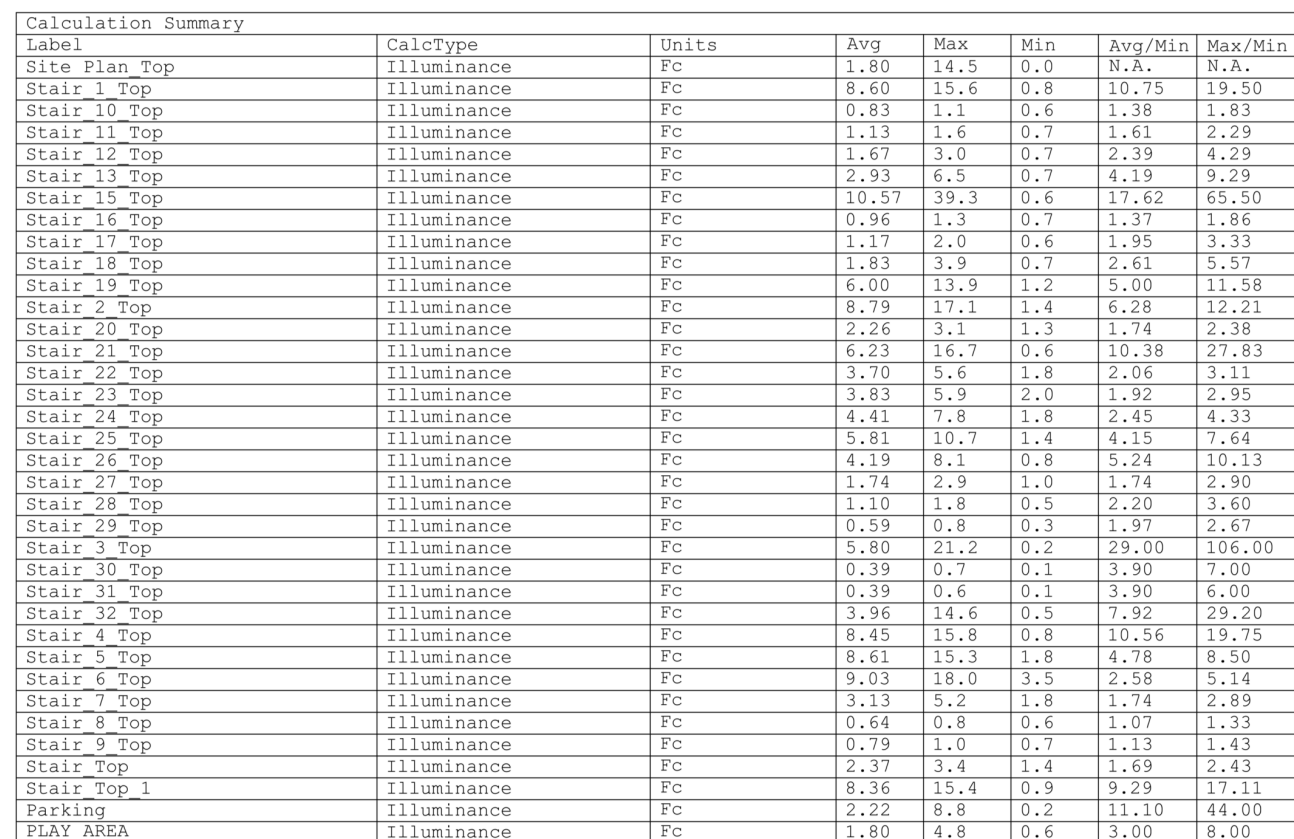 Calculation Summary
Label CalcType Units Avg Max Min Avg/Min Max/Min
Site Plan_Top Illuminance Fc 1.80 14.5 0.0 N.A. N.A.
Stair_1_Top Illuminance Fc 8.60 15.6 0.8 10.75 19.50
Stair_10_Top Illuminance Fc 0.83 1.1 0.6 1.38 1.83
Stair_11_Top Illuminance Fc 1.13 1.6 0.7 1.61 2.29
Stair_12_Top Illuminance Fc 1.67 3.0 0.7 2.39 4.29
Stair_13_Top Illuminance Fc 2.93 6.5 0.7 4.19 9.29
Stair_15_Top Illuminance Fc 10.57 39.3 0.6 17.62 65.50
Stair_16_Top Illuminance Fc 0.96 1.3 0.7 1.37 1.86
Stair_17_Top Illuminance Fc 1.17 2.0 0.6 1.95 3.33
Stair_18_Top Illuminance Fc 1.83 3.9 0.7 2.61 5.57
Stair_19_Top Illuminance Fc 6.00 13.9 1.2 5.00 11.58
Stair_2_Top Illuminance Fc 8.79 17.1 1.4 6.28 12.21
Stair_20_Top Illuminance Fc 2.26 3.1 1.3 1.74 2.38
Stair_21_Top Illuminance Fc 6.23 16.7 0.6 10.38 27.83
Stair_22_Top Illuminance Fc 3.70 5.6 1.8 2.06 3.11
Stair_23_Top Illuminance Fc 3.83 5.9 2.0 1.92 2.95
Stair_24_Top Illuminance Fc 4.41 7.8 1.8 2.45 4.33
Stair_25_Top Illuminance Fc 5.81 10.7 1.4 4.15 7.64
Stair_26_Top Illuminance Fc 4.19 8.1 0.8 5.24 10.13
Stair_27_Top Illuminance Fc 1.74 2.9 1.0 1.74 2.90
Stair_28_Top Illuminance Fc 1.10 1.8 0.5 2.20 3.60
Stair_29_Top Illuminance Fc 0.59 0.8 0.3 1.97 2.67
Stair_3_Top Illuminance Fc 5.80 21.2 0.2 29.00 106.00
Stair_30_Top Illuminance Fc 0.39 0.7 0.1 3.90 7.00
Stair_31_Top Illuminance Fc 0.39 0.6 0.1 3.90 6.00
Stair_32_Top Illuminance Fc 3.96 14.6 0.5 7.92 29.20
Stair_4_Top Illuminance Fc 8.45 15.8 0.8 10.56 19.75
Stair_5_Top Illuminance Fc 8.61 15.3 1.8 4.78 8.50
Stair_6_Top Illuminance Fc 9.03 18.0 3.5 2.58 5.14
Stair_7_Top Illuminance Fc 3.13 5.2 1.8 1.74 2.89
Stair_8_Top Illuminance Fc 0.64 0.8 0.6 1.07 1.33
Stair_9_Top Illuminance Fc 0.79 1.0 0.7 1.13 1.43
Stair_Top Illuminance Fc 2.37 3.4 1.4 1.69 2.43
Stair_Top_1 Illuminance Fc 8.36 15.4 0.9 9.29 17.11
Parking Illuminance Fc 2.22 8.8 0.2 11.10 44.00
PLAY AREA Illuminance Fc 1.80 4.8 0.6 3.00 8.00